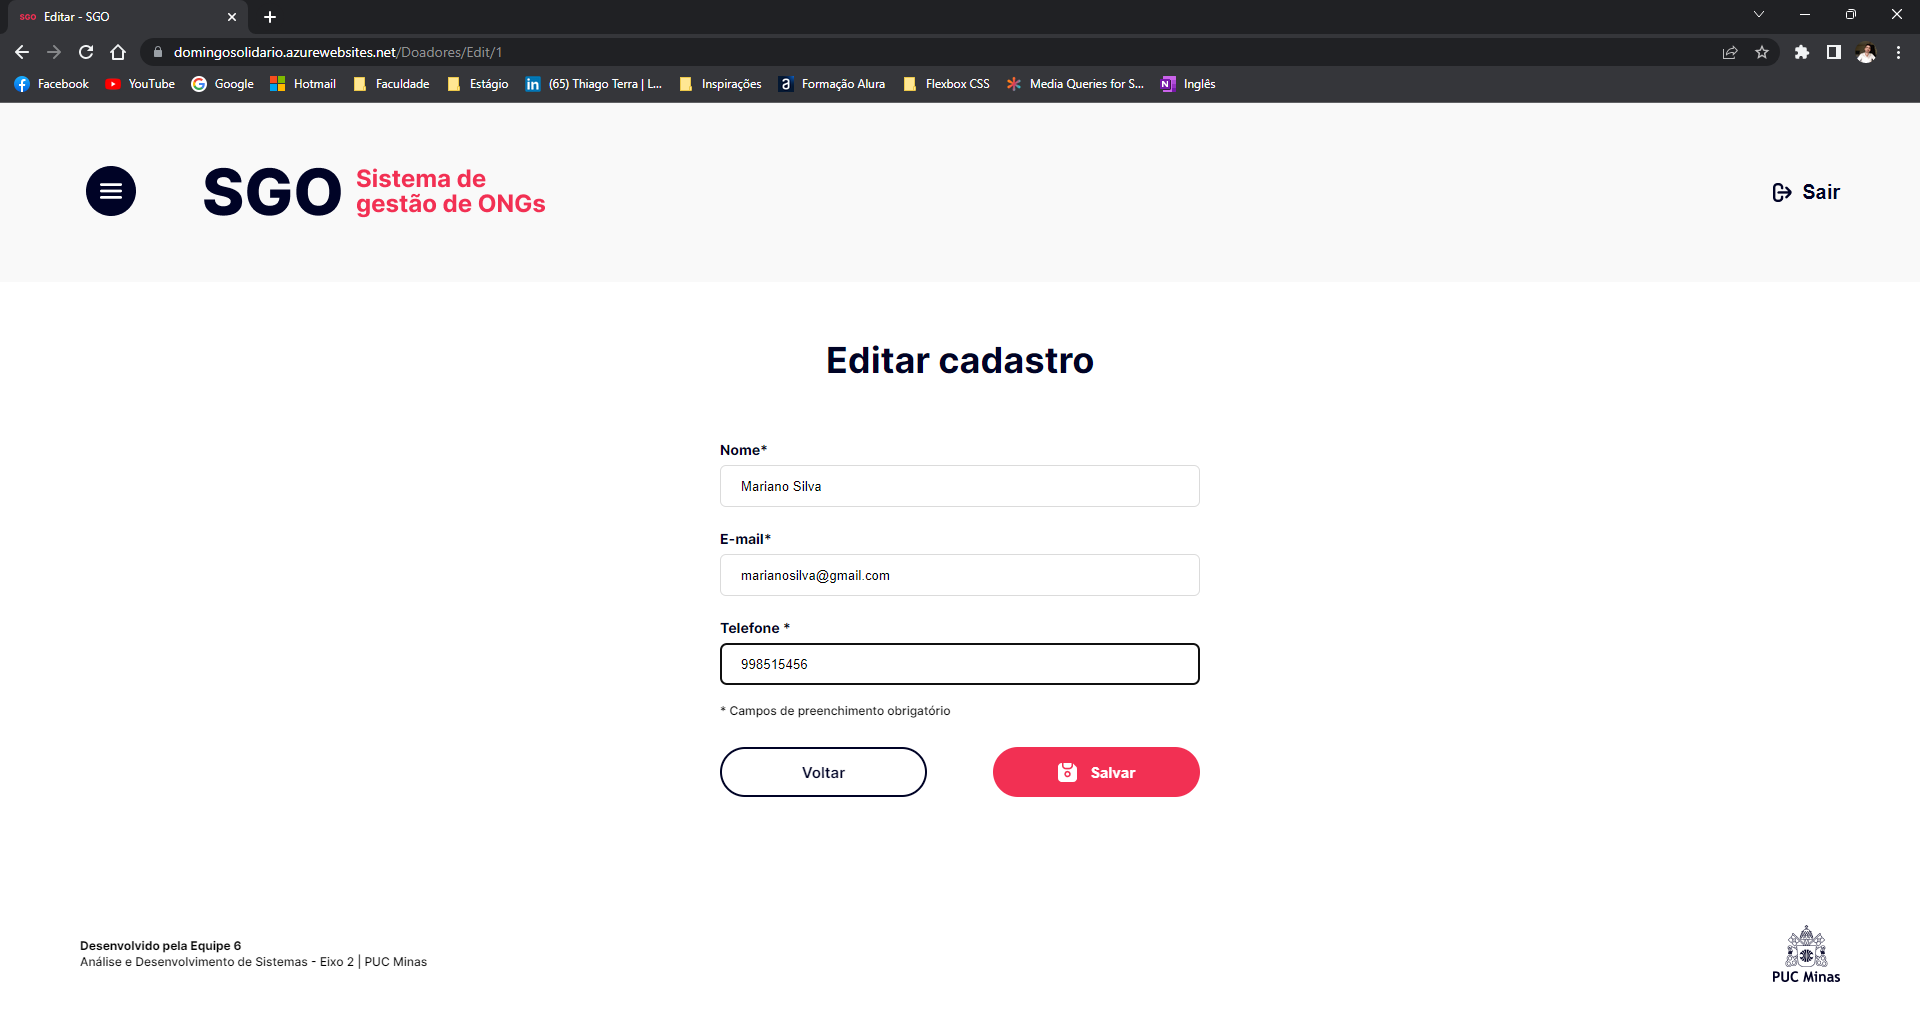 SGO Editar - SGO
domingosolidario.azurewebsites.net/Doadores/Edit/1
Facebook YouTube Google Hotmail Faculdade Estágio in (65) Thiago Terra | L... Inspirações a Formação Alura Flexbox CSS Media Queries for S... N Inglês
SGO
Sistema de
gestão de ONGs
Sair
Editar cadastro
Nome*
Mariano Silva
E-mail*
marianosilva@gmail.com
Telefone *
998515456
* Campos de preenchimento obrigatório
Voltar
Salvar
Desenvolvido pela Equipe 6
Análise e Desenvolvimento de Sistemas - Eixo 2 | PUC Minas
PUC Minas